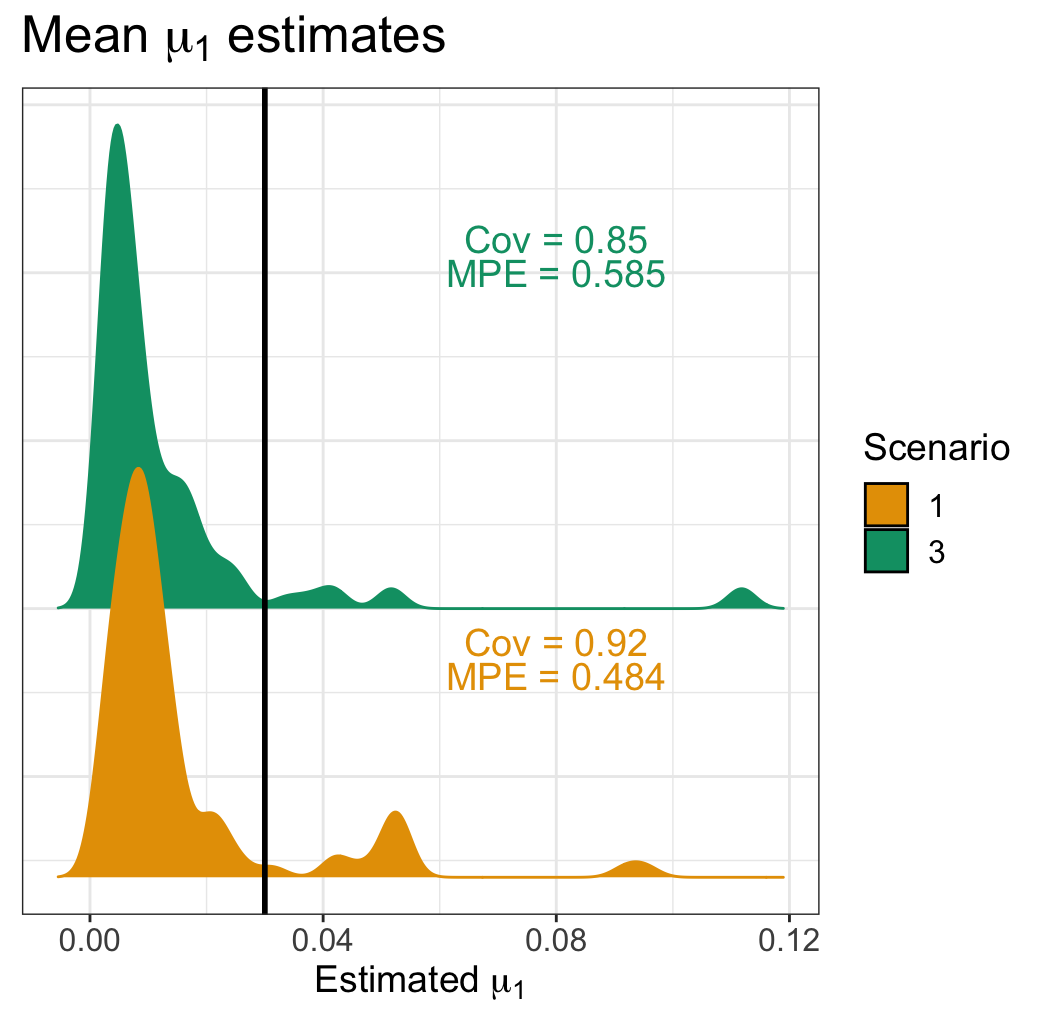 Mean μ₁ estimates
Cov = 0.85
MPE = 0.585
Scenario
1
3
Cov = 0.92
MPE = 0.484
0.00 0.04 0.08 0.12
Estimated μ₁